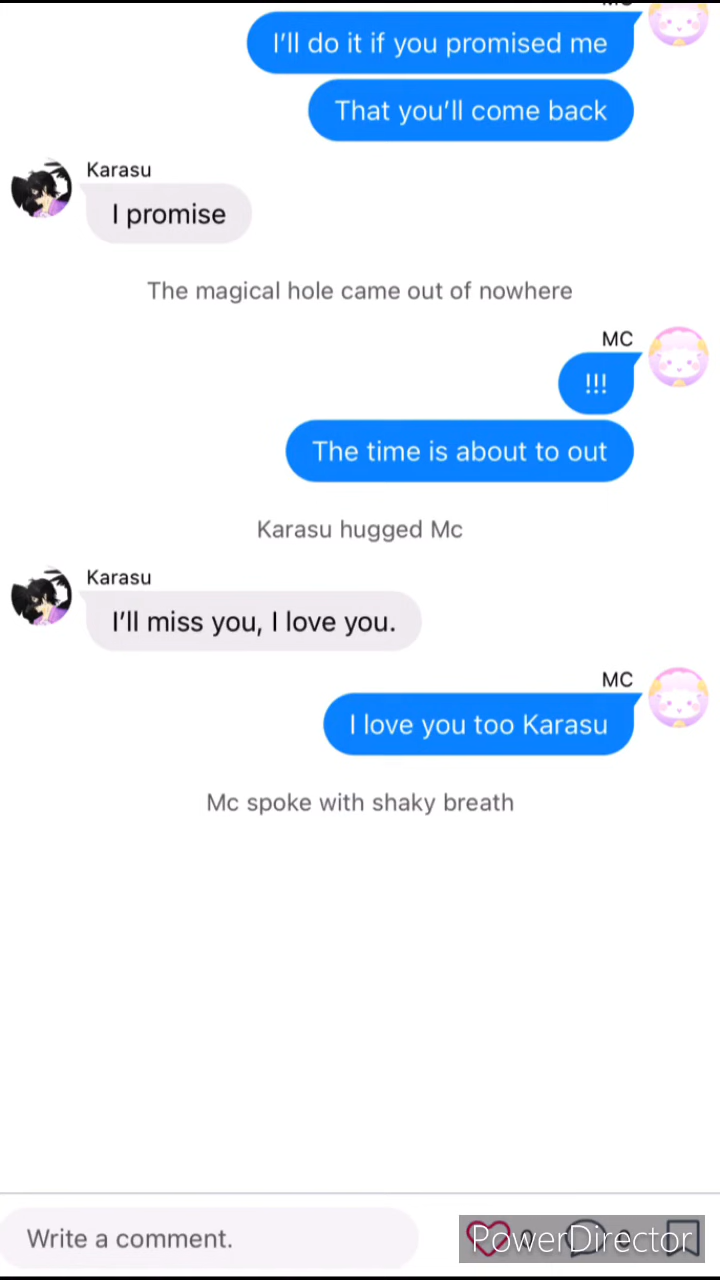 I'll do it if you promised me
That you'll come back
Karasu
I promise
The magical hole came out of nowhere
MC
!!!
The time is about to out
Karasu hugged Mc
Karasu
I'll miss you, I love you.
MC
I love you too Karasu
Mc spoke with shaky breath
Write a comment.
PowerDirector